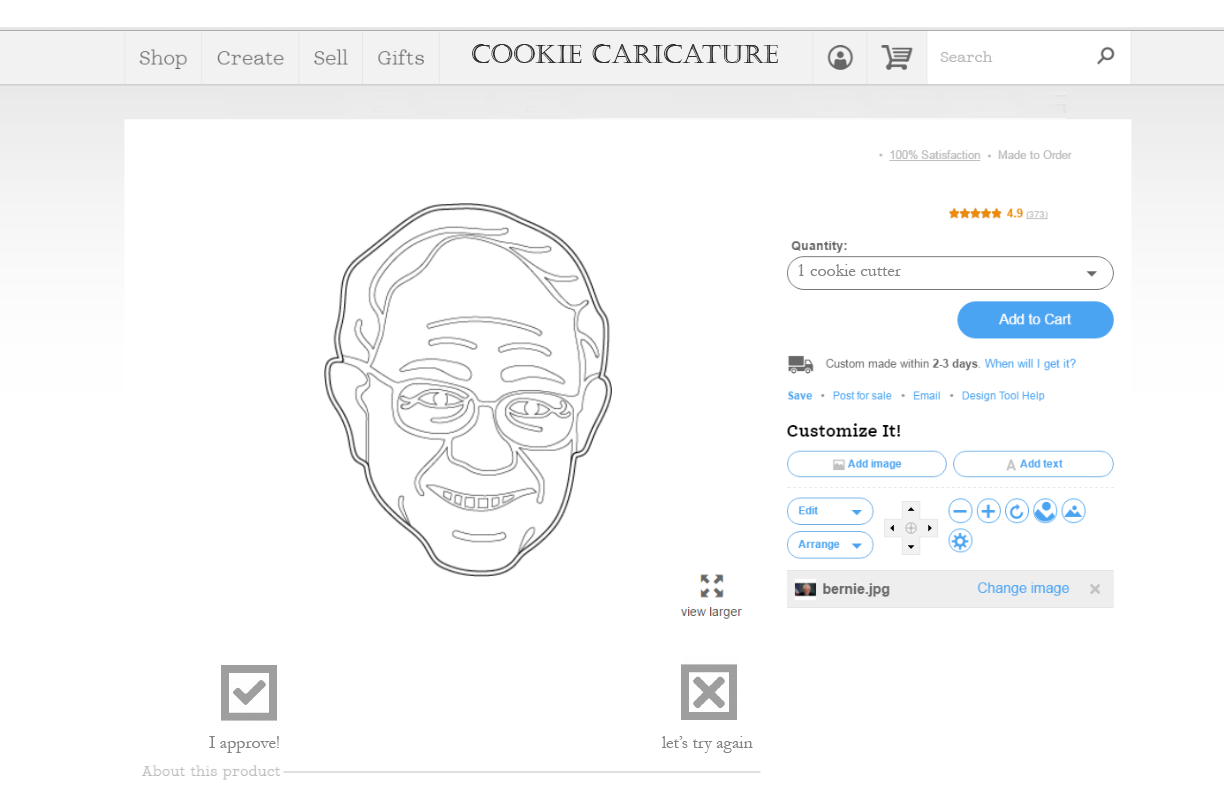 Shop Create Sell Gifts COOKIE CARICATURE Search
• 100% Satisfaction • Made to Order
4.9 (373)
Quantity:
1 cookie cutter
Add to Cart
Custom made within 2-3 days. When will I get it?
Save • Post for sale • Email • Design Tool Help
Customize It!
Add image A Add text
Edit
Arrange
bernie.jpg Change image
view larger
I approve! let's try again
About this product